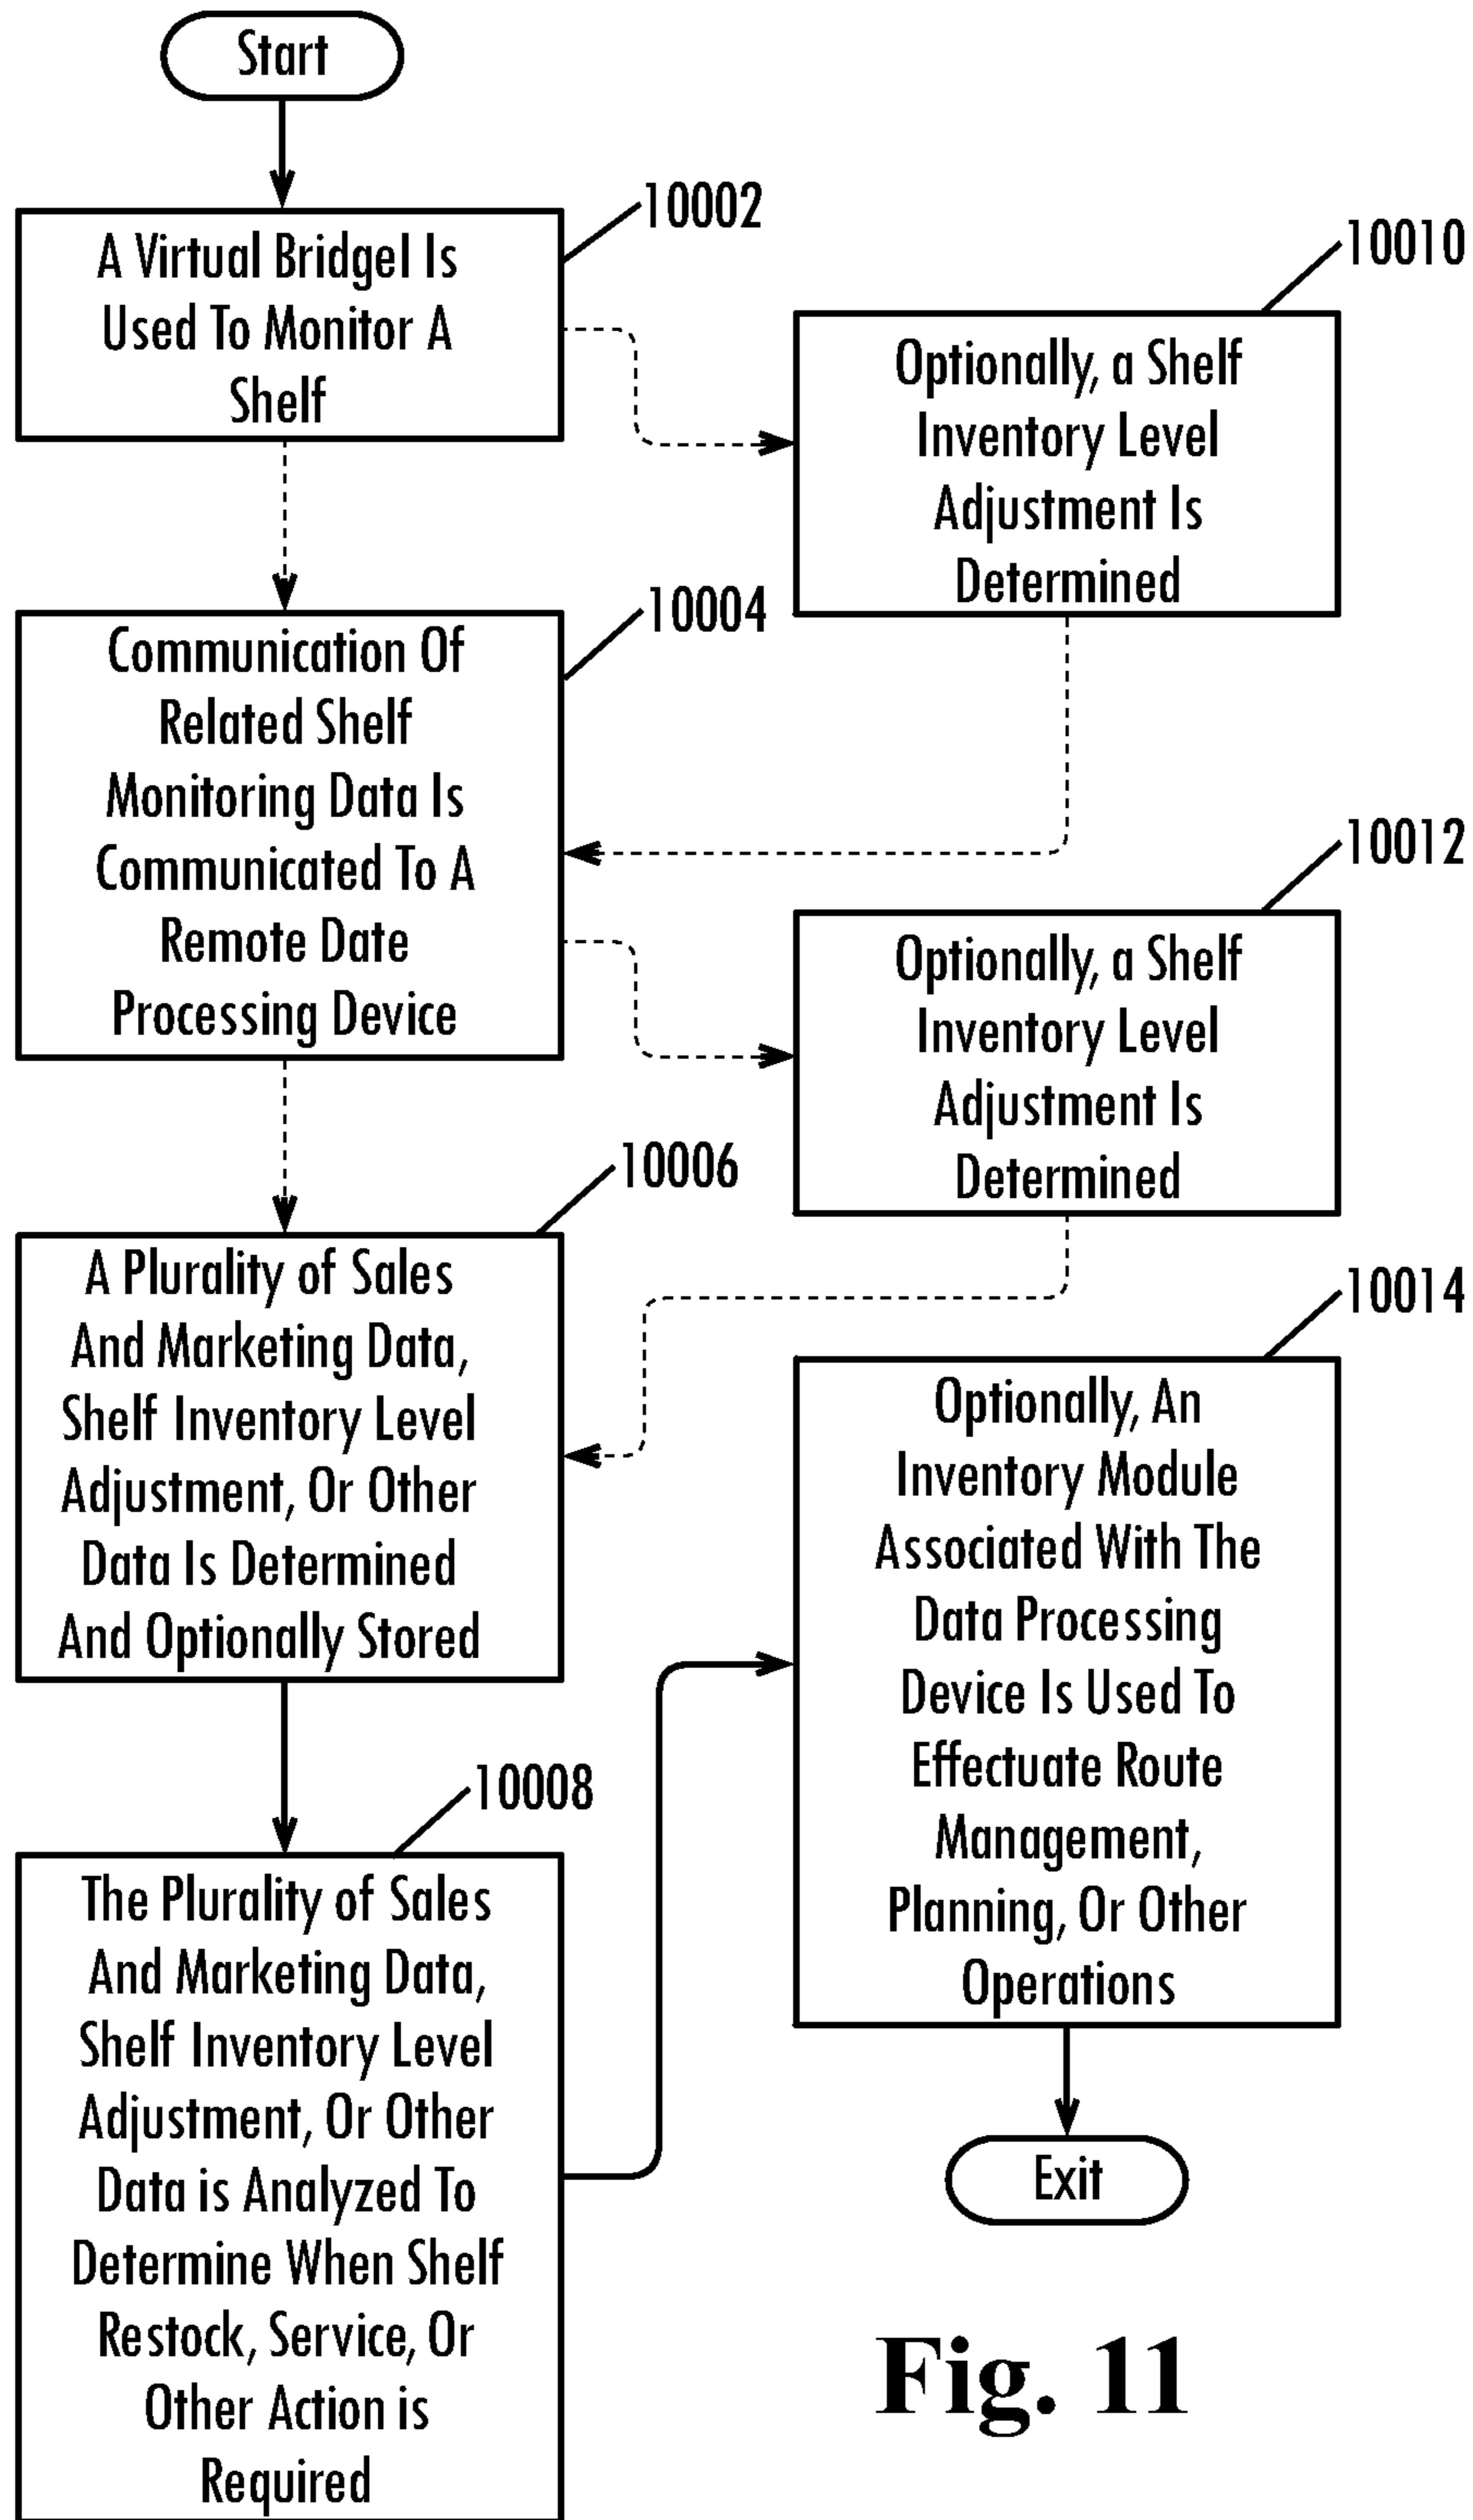 Start
10002
A Virtual Bridgel Is
Used To Monitor A
Shelf
10010
Optionally, a Shelf
Inventory Level
Adjustment Is
Determined
10004
Communication Of
Related Shelf
Monitoring Data Is
Communicated To A
Remote Date
Processing Device
10012
Optionally, a Shelf
Inventory Level
Adjustment Is
Determined
10006
A Plurality of Sales
And Marketing Data,
Shelf Inventory Level
Adjustment, Or Other
Data Is Determined
And Optionally Stored
10014
Optionally, An
Inventory Module
Associated With The
Data Processing
Device Is Used To
Effectuate Route
Management,
Planning, Or Other
Operations
10008
The Plurality of Sales
And Marketing Data,
Shelf Inventory Level
Adjustment, Or Other
Data is Analyzed To
Determine When Shelf
Restock, Service, Or
Other Action is
Required
Exit
Fig. 11